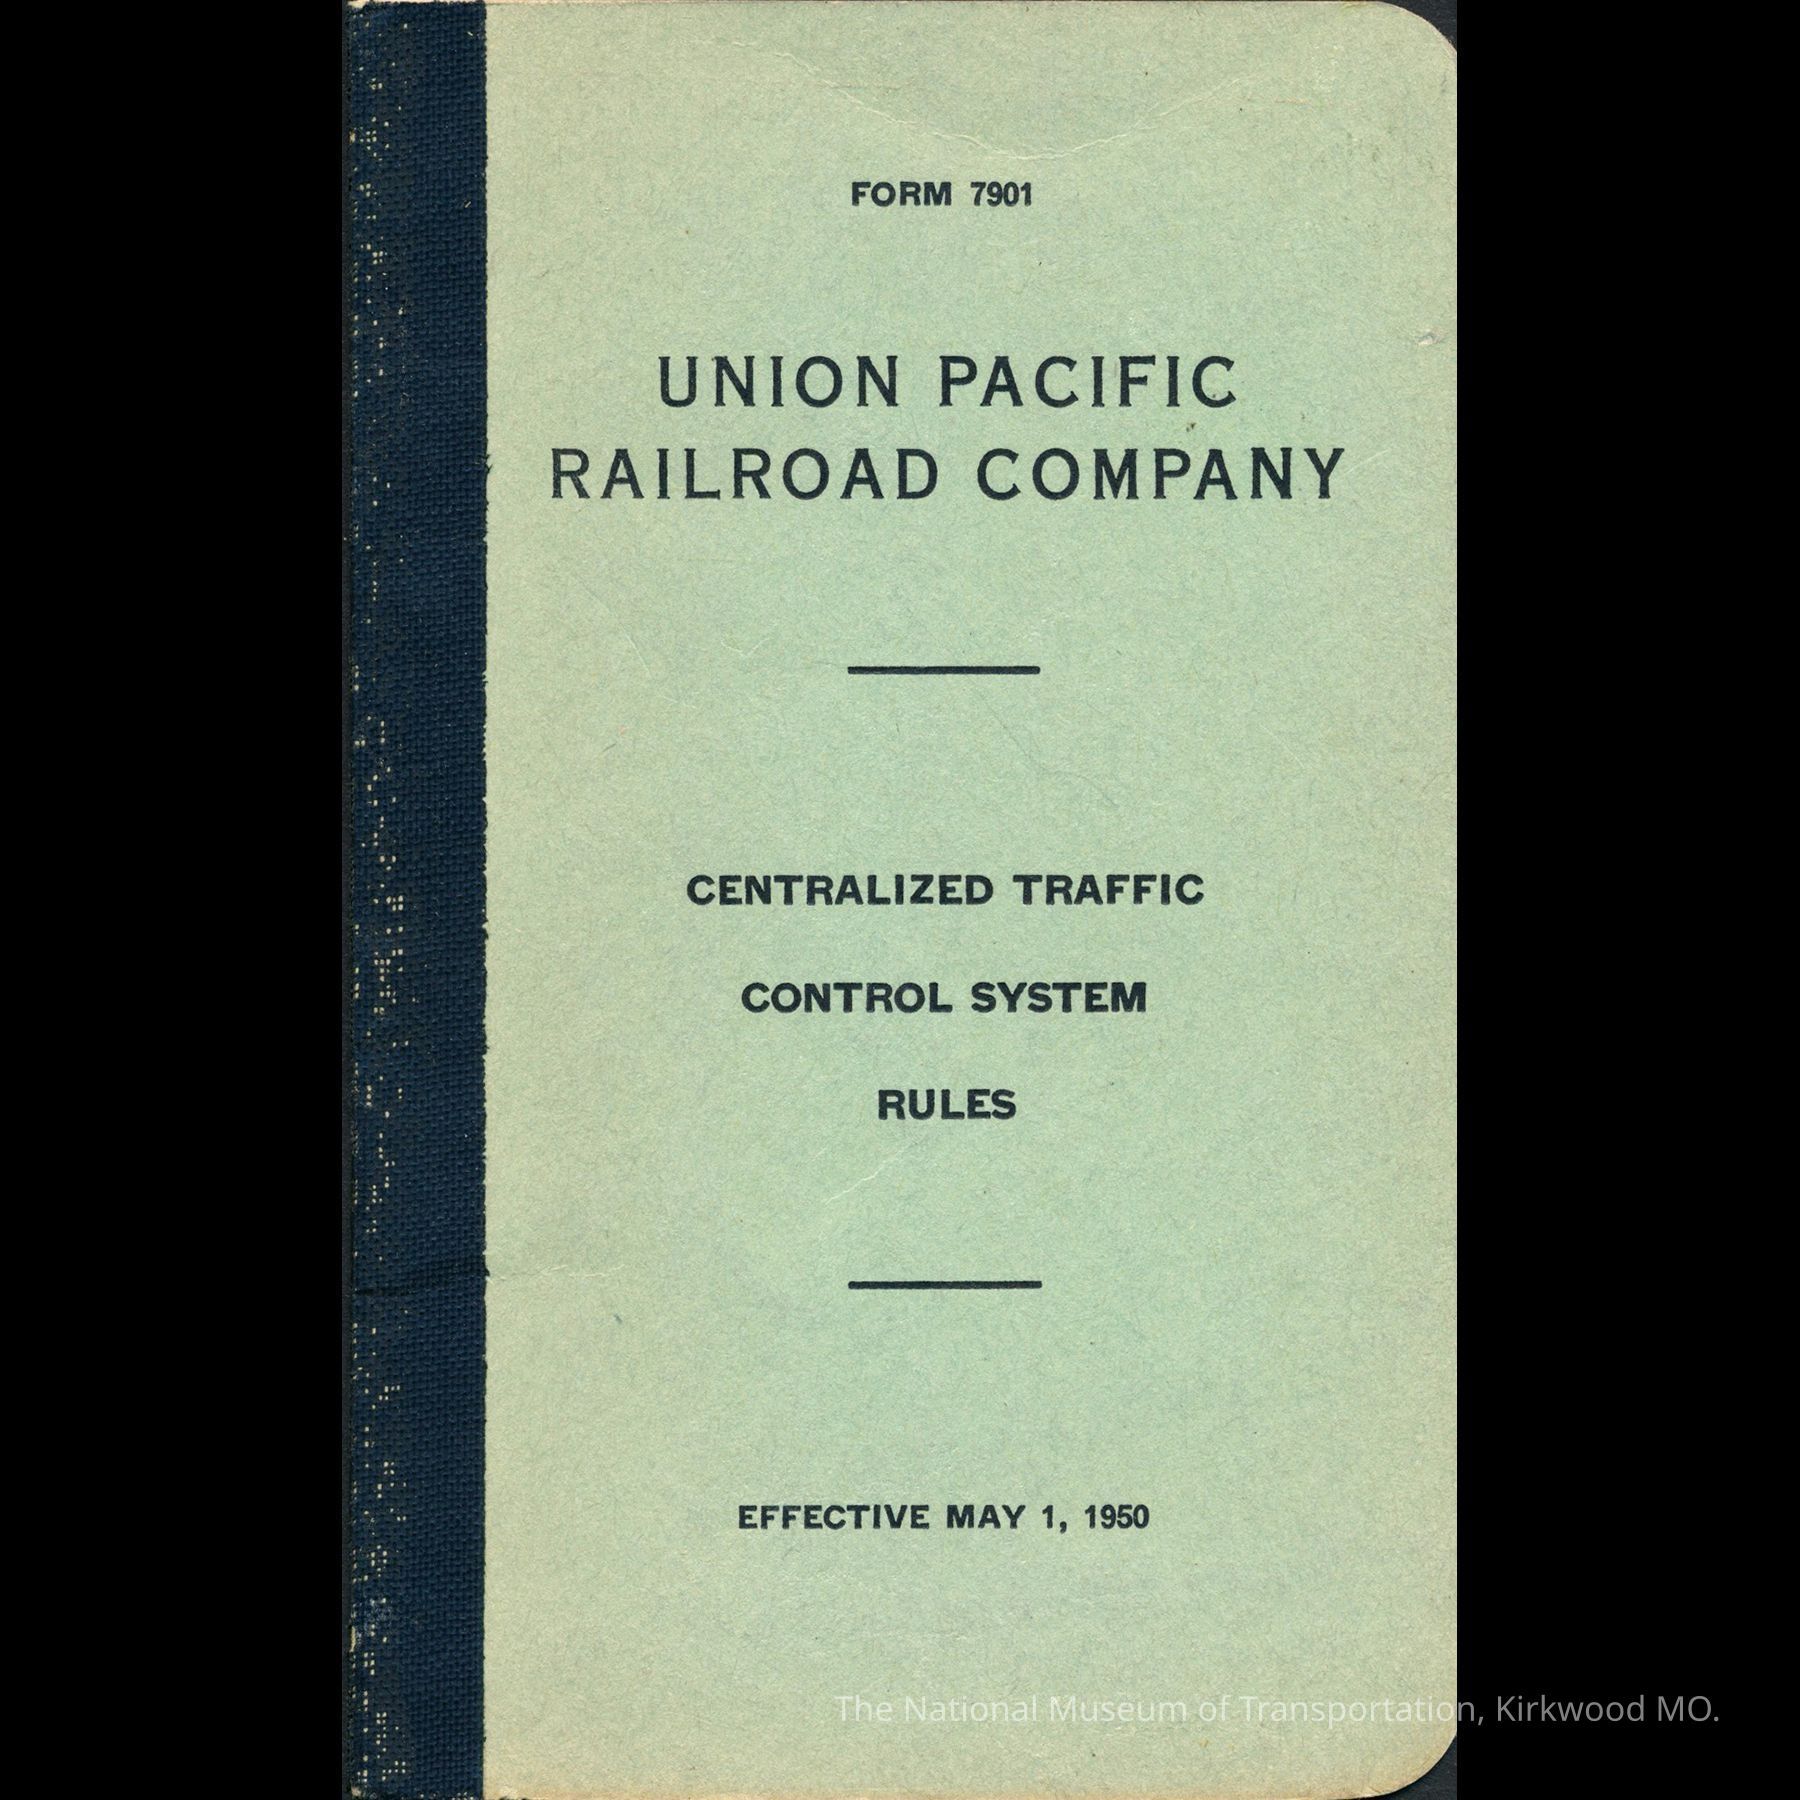 FORM 7901
UNION PACIFIC
RAILROAD COMPANY
CENTRALIZED TRAFFIC
CONTROL SYSTEM
RULES
EFFECTIVE MAY 1, 1950
The National Museum of Transportation, Kirkwood MO.